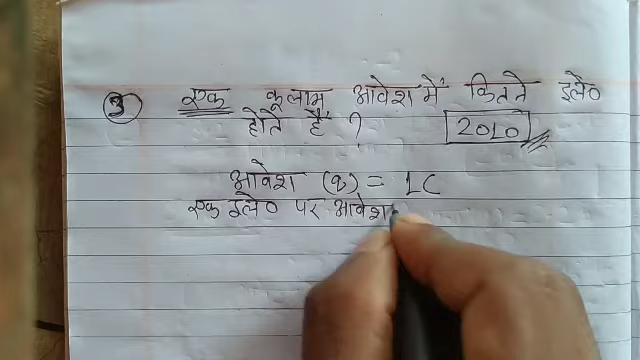 3 एक कूलाम आवेश में कितने इलै०
होते हैं ? 2010
आवेश (q) = 1C
एक इलै० पर आवेश